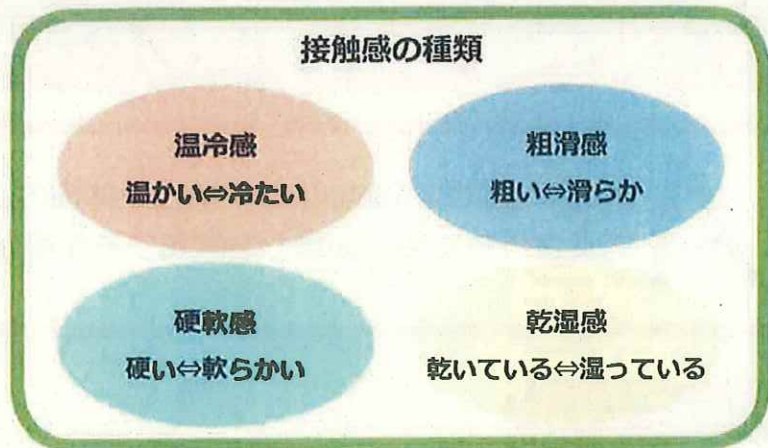 接触感の種類
温冷感
温かい⇔冷たい
粗滑感
粗い⇔滑らか
硬軟感
硬い⇔軟らかい
乾湿感
乾いている⇔湿っている